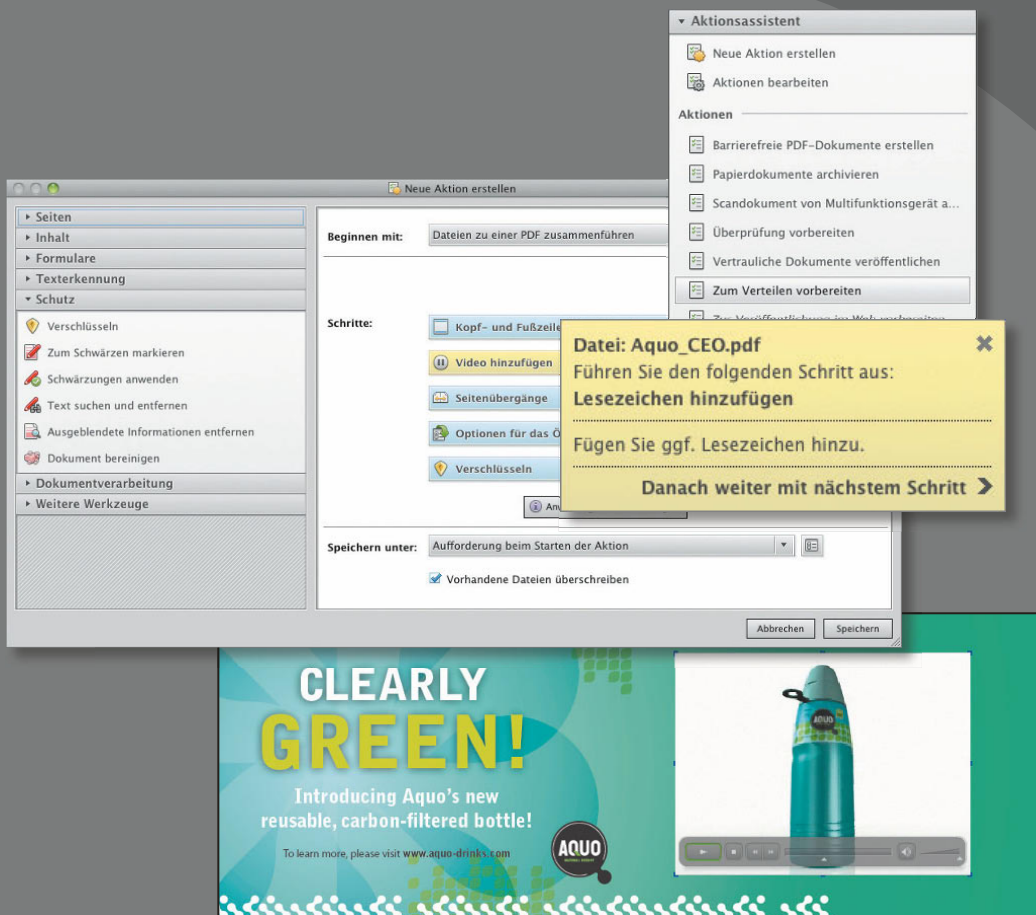 Aktionsassistent
Neue Aktion erstellen
Aktionen bearbeiten
Aktionen
Barrierefreie PDF-Dokumente erstellen
Papierdokumente archivieren
Scandokument von Multifunktionsgerät a...
Überprüfung vorbereiten
Vertrauliche Dokumente veröffentlichen
Zum Verteilen vorbereiten
Neue Aktion erstellen
Seiten
Inhalt
Formulare
Texterkennung
Schutz
Verschlüsseln
Zum Schwärzen markieren
Schwärzungen anwenden
Text suchen und entfernen
Ausgeblendete Informationen entfernen
Dokument bereinigen
Dokumentverarbeitung
Weitere Werkzeuge
Beginnen mit: Dateien zu einer PDF zusammenführen
Schritte:
Kopf- und Fußzeile
Video hinzufügen
Seitenübergänge
Optionen für das Ö
Verschlüsseln
Speichern unter: Aufforderung beim Starten der Aktion
Vorhandene Dateien überschreiben
Abbrechen Speichern
Datei: Aquo_CEO.pdf
Führen Sie den folgenden Schritt aus:
Lesezeichen hinzufügen
Fügen Sie ggf. Lesezeichen hinzu.
Danach weiter mit nächstem Schritt
CLEARLY
GREEN!
Introducing Aquo's new
reusable, carbon-filtered bottle!
To learn more, please visit www.aquo-drinks.com
AQUO
AQUO